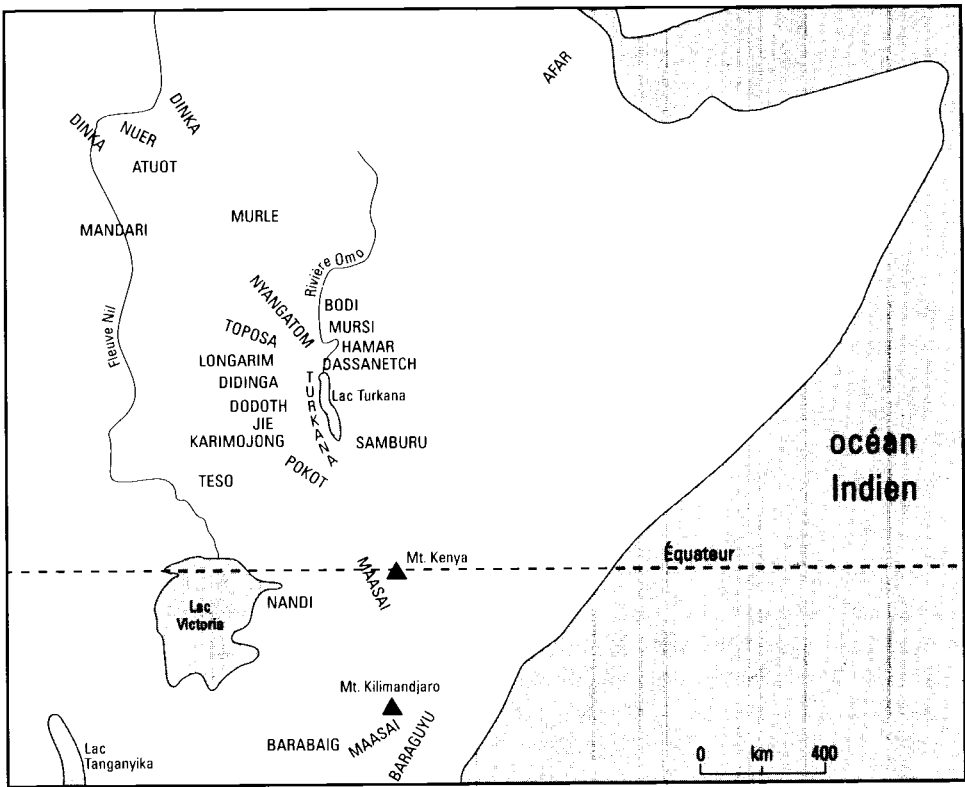 AFAR
DINKA
DINKA
NUER
ATUOT
MANDARI
MURLE
Rivière Omo
NYANGATOM
BODI
Fleuve Nil
TOPOSA
MURSI
HAMAR
LONGARIM
DASSANETCH
DIDINGA
TURKANA
Lac Turkana
DODOTH
JIE
KARIMOJONG
SAMBURU
POKOT
TESO
océan
Indien
Mt. Kenya
Équateur
MAASAI
NANDI
Lac
Victoria
Mt. Kilimandjaro
BARABAIG
MAASAI
BARAGUYU
Lac
Tanganyika
0 km 400